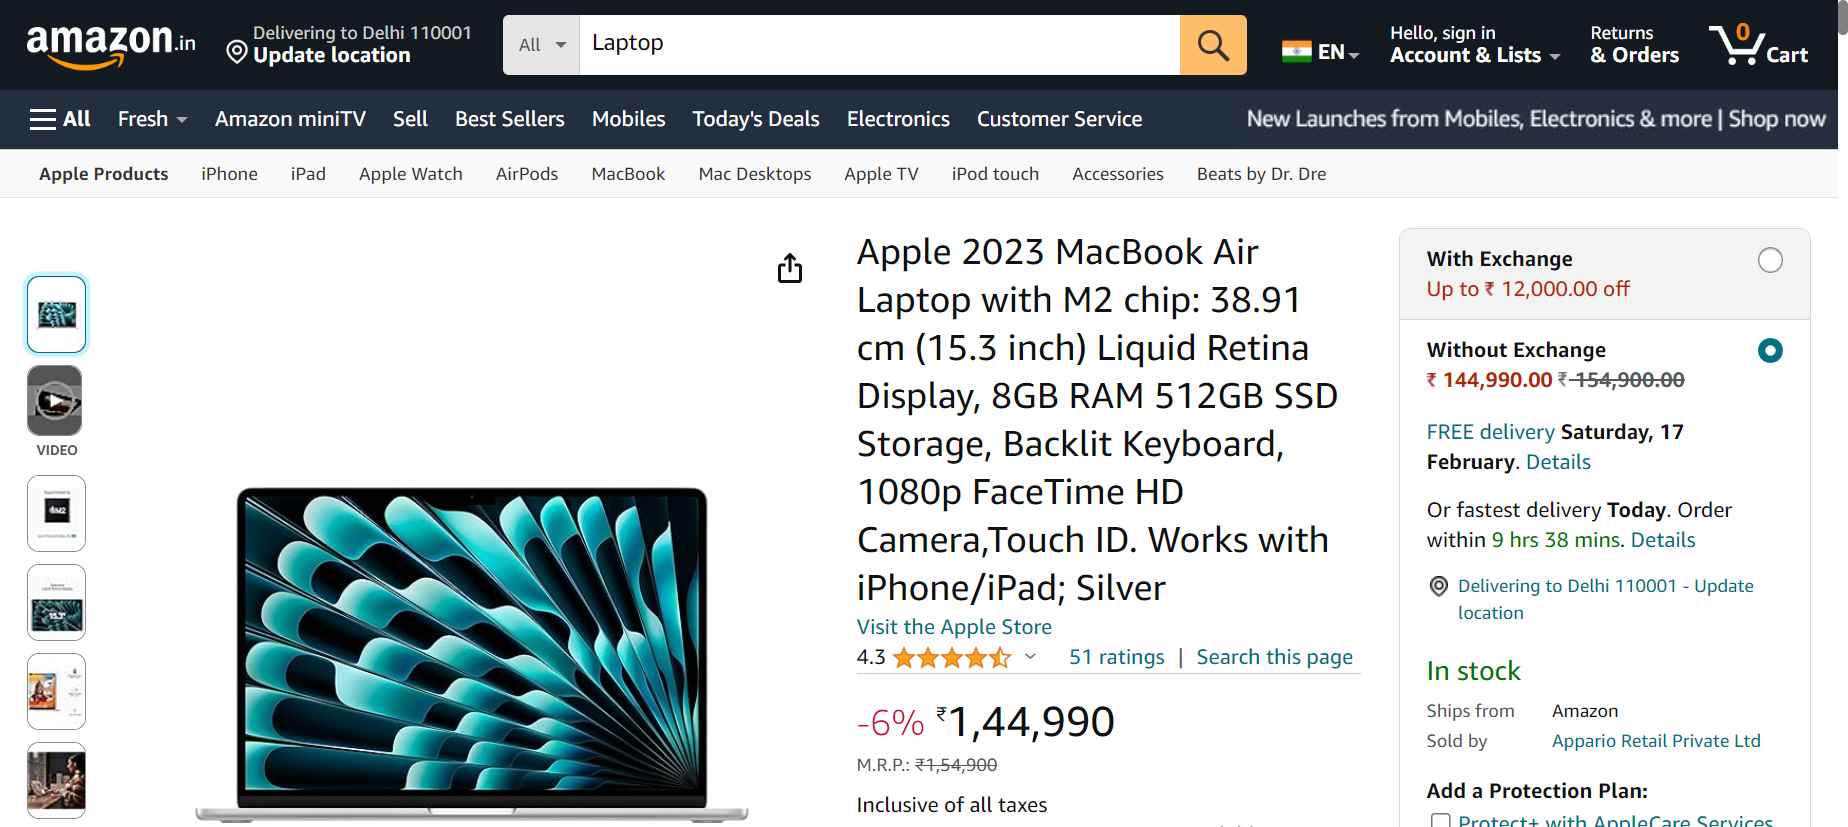 amazon.in
Delivering to Delhi 110001
Update location
All
Laptop
EN
Hello, sign in
Account & Lists
Returns
& Orders
0
Cart
All
Fresh
Amazon miniTV
Sell
Best Sellers
Mobiles
Today's Deals
Electronics
Customer Service
New Launches from Mobiles, Electronics & more | Shop now
Apple Products
iPhone
iPad
Apple Watch
AirPods
MacBook
Mac Desktops
Apple TV
iPod touch
Accessories
Beats by Dr. Dre
VIDEO
M2
15.3"
Apple 2023 MacBook Air
Laptop with M2 chip: 38.91
cm (15.3 inch) Liquid Retina
Display, 8GB RAM 512GB SSD
Storage, Backlit Keyboard,
1080p FaceTime HD
Camera,Touch ID. Works with
iPhone/iPad; Silver
Visit the Apple Store
4.3
51 ratings | Search this page
-6% ₹1,44,990
M.R.P.: ₹1,54,900
Inclusive of all taxes
With Exchange
Up to ₹ 12,000.00 off
Without Exchange
₹ 144,990.00 ₹ 154,900.00
FREE delivery Saturday, 17
February. Details
Or fastest delivery Today. Order
within 9 hrs 38 mins. Details
Delivering to Delhi 110001 - Update
location
In stock
Ships from Amazon
Sold by Appario Retail Private Ltd
Add a Protection Plan:
Protect+ with AppleCare Services